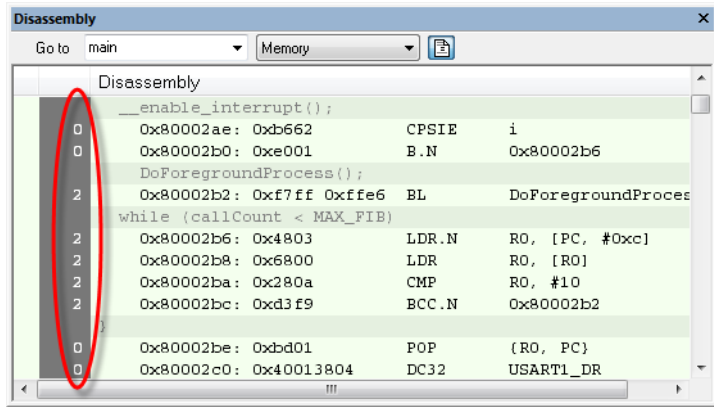 Disassembly
Go to main Memory
Disassembly
__enable_interrupt();
0 0x80002ae: 0xb662 CPSIE i
0 0x80002b0: 0xe001 B.N 0x80002b6
DoForegroundProcess();
2 0x80002b2: 0xf7ff 0xffe6 BL DoForegroundProces
while (callCount < MAX_FIB)
2 0x80002b6: 0x4803 LDR.N R0, [PC, #0xc]
2 0x80002b8: 0x6800 LDR R0, [R0]
2 0x80002ba: 0x280a CMP R0, #10
2 0x80002bc: 0xd3f9 BCC.N 0x80002b2
}
0 0x80002be: 0xbd01 POP {R0, PC}
0 0x80002c0: 0x40013804 DC32 USART1_DR